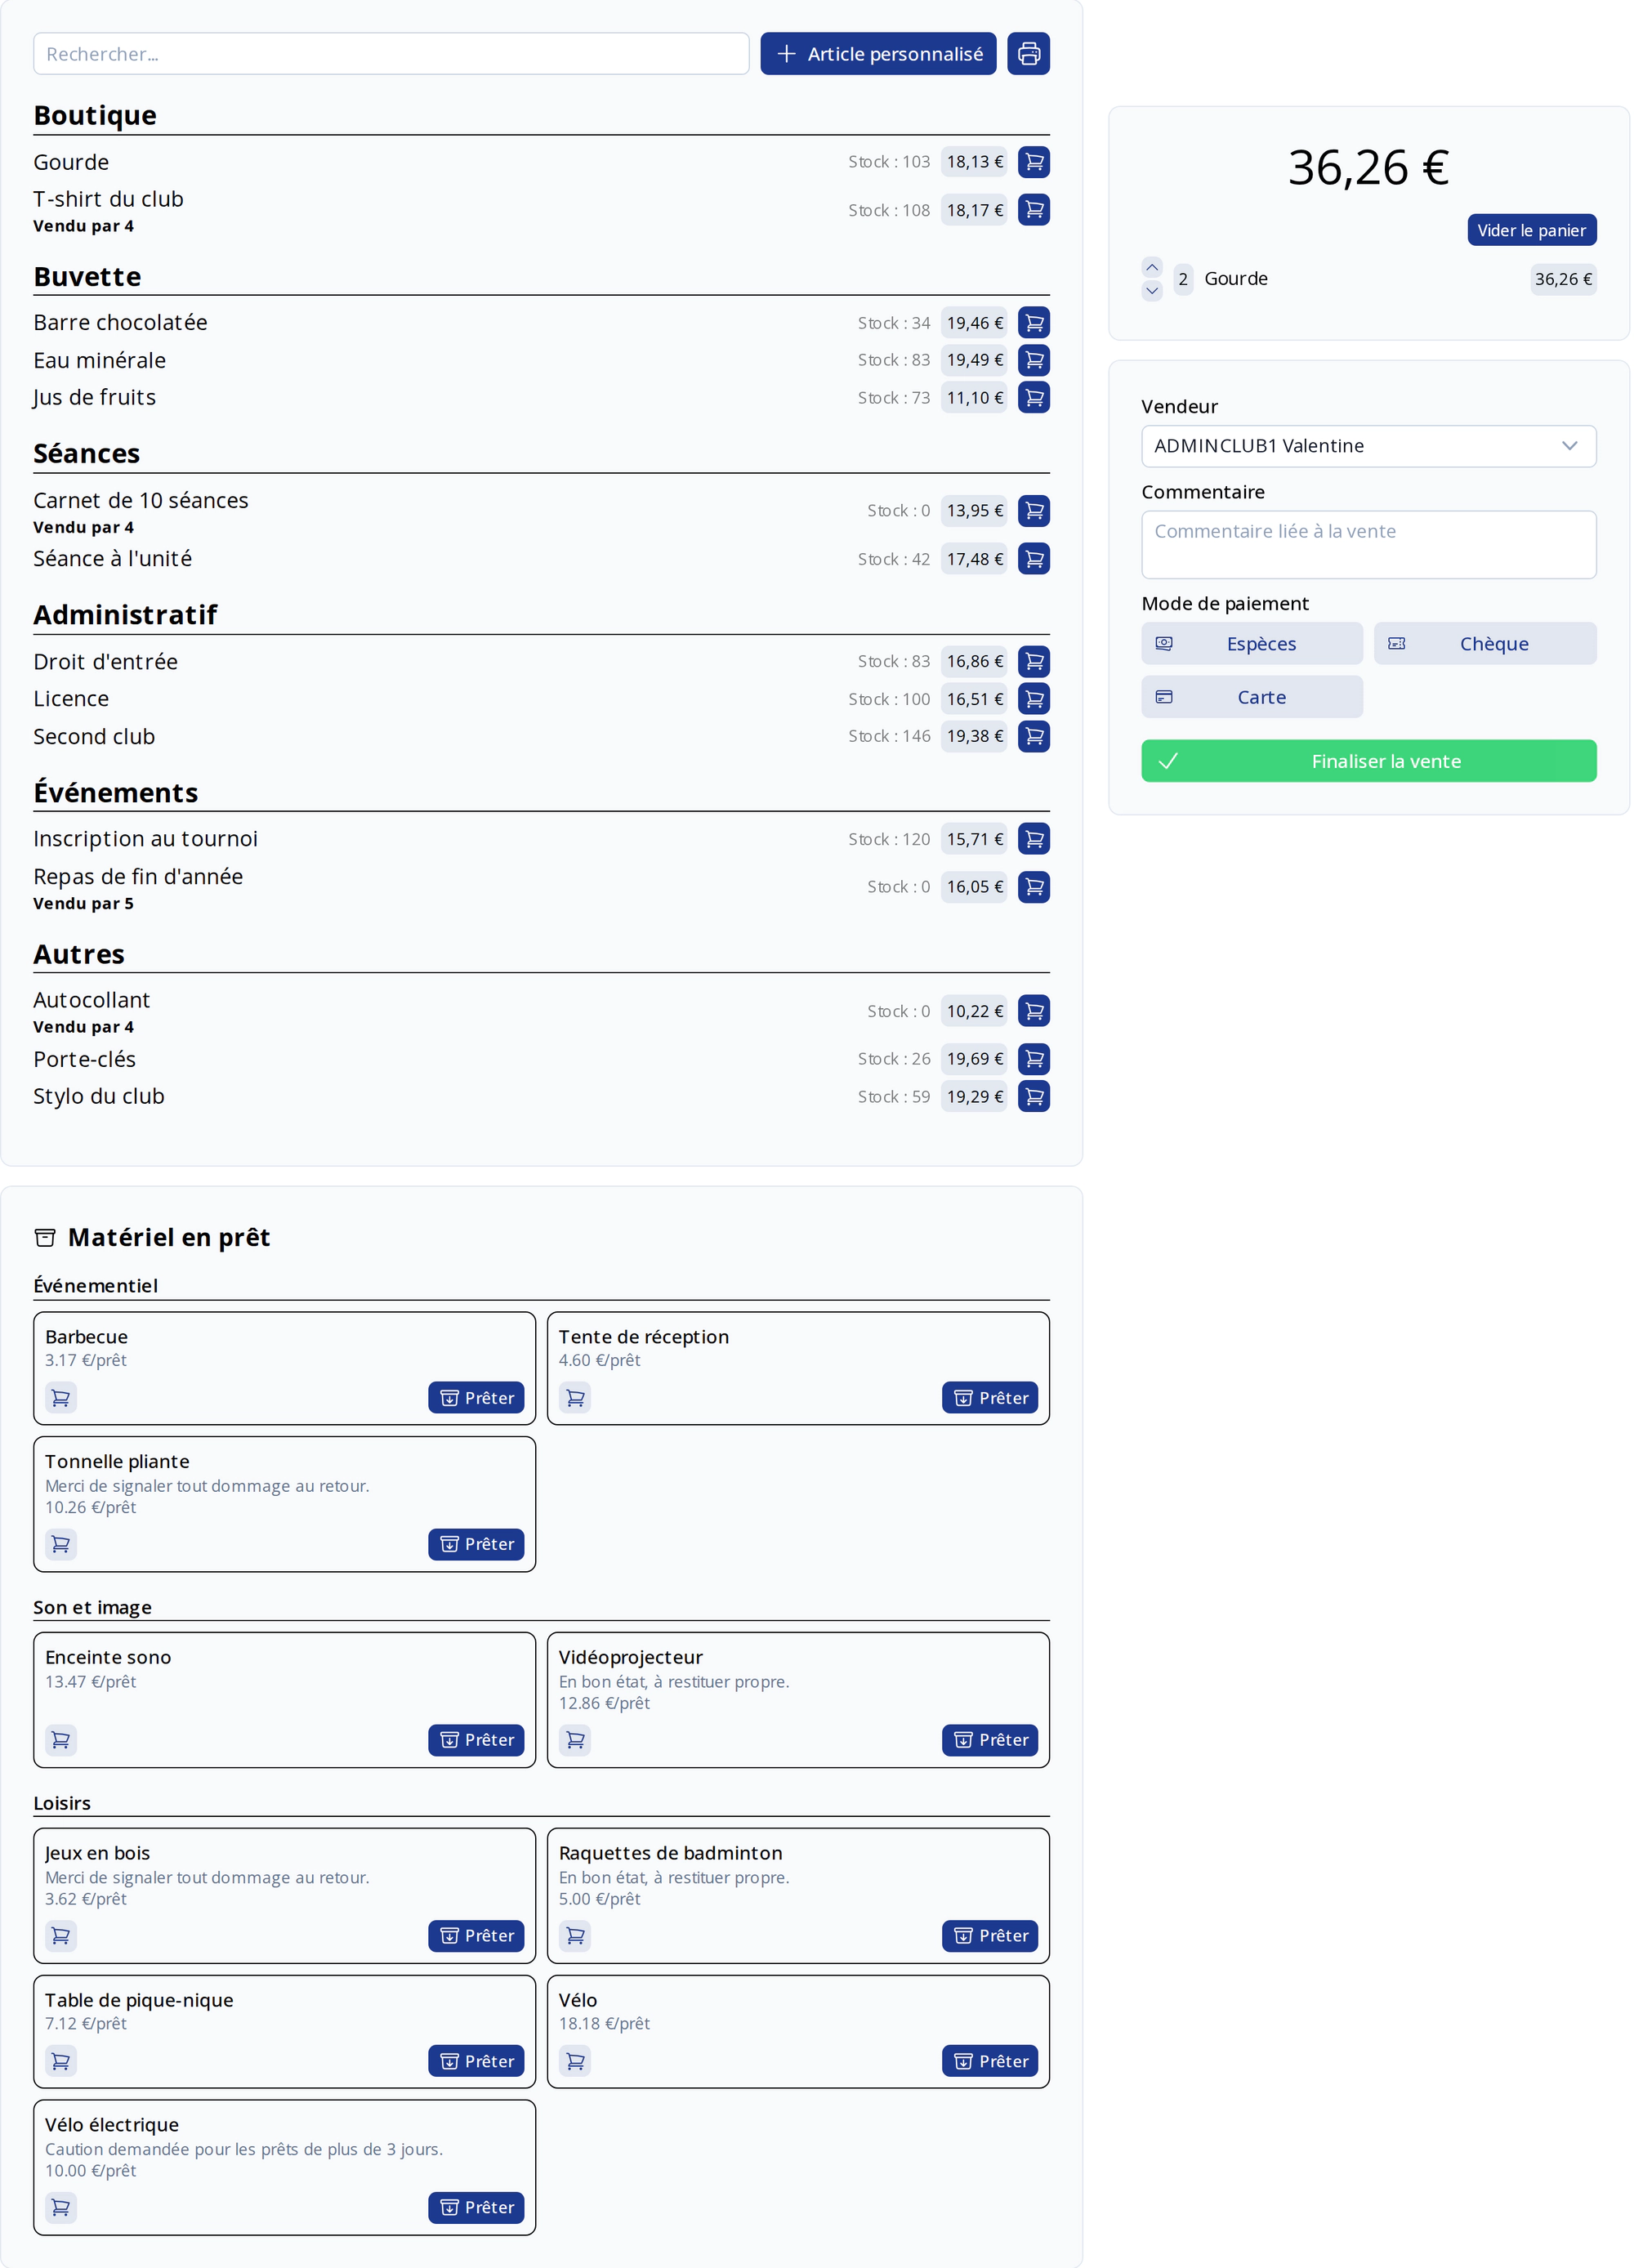 Rechercher...
Article personnalisé
Boutique
Gourde Stock : 103 18,13 €
T-shirt du club Stock : 108 18,17 €
Vendu par 4
Buvette
Barre chocolatée Stock : 34 19,46 €
Eau minérale Stock : 83 19,49 €
Jus de fruits Stock : 73 11,10 €
Séances
Carnet de 10 séances Stock : 0 13,95 €
Vendu par 4
Séance à l'unité Stock : 42 17,48 €
Administratif
Droit d'entrée Stock : 83 16,86 €
Licence Stock : 100 16,51 €
Second club Stock : 146 19,38 €
Événements
Inscription au tournoi Stock : 120 15,71 €
Repas de fin d'année Stock : 0 16,05 €
Vendu par 5
Autres
Autocollant Stock : 0 10,22 €
Vendu par 4
Porte-clés Stock : 26 19,69 €
Stylo du club Stock : 59 19,29 €
36,26 €
Vider le panier
2 Gourde 36,26 €
Vendeur
ADMINCLUB1 Valentine
Commentaire
Commentaire liée à la vente
Mode de paiement
Espèces Chèque
Carte
Finaliser la vente
Matériel en prêt
Événementiel
Barbecue
3.17 €/prêt
Prêter
Tente de réception
4.60 €/prêt
Prêter
Tonnelle pliante
Merci de signaler tout dommage au retour.
10.26 €/prêt
Prêter
Son et image
Enceinte sono
13.47 €/prêt
Prêter
Vidéoprojecteur
En bon état, à restituer propre.
12.86 €/prêt
Prêter
Loisirs
Jeux en bois
Merci de signaler tout dommage au retour.
3.62 €/prêt
Prêter
Raquettes de badminton
En bon état, à restituer propre.
5.00 €/prêt
Prêter
Table de pique-nique
7.12 €/prêt
Prêter
Vélo
18.18 €/prêt
Prêter
Vélo électrique
Caution demandée pour les prêts de plus de 3 jours.
10.00 €/prêt
Prêter